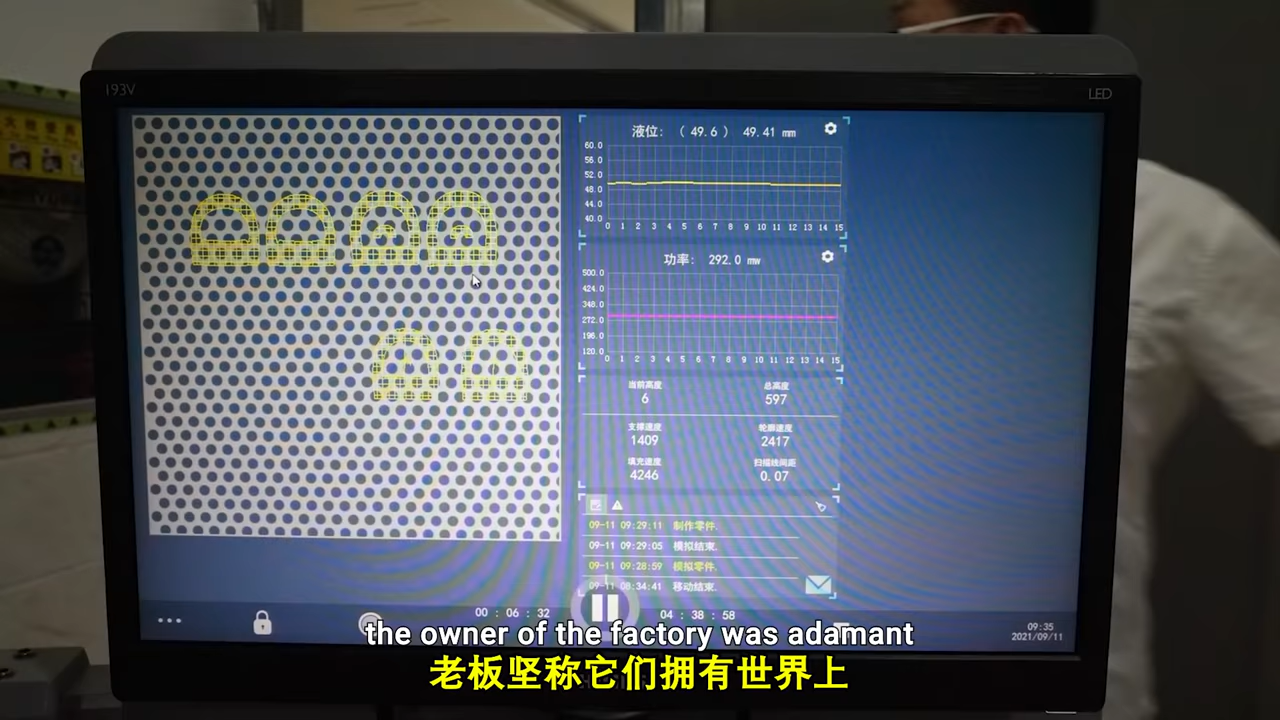 193V
LED
液位: ( 49.6 ) 49.41 mm
60.0
56.0
52.0
48.0
44.0
40.0
0 1 2 3 4 5 6 7 8 9 10 11 12 13 14 15
功率: 292.0 mw
500.0
424.0
348.0
272.0
196.0
120.0
0 1 2 3 4 5 6 7 8 9 10 11 12 13 14 15
当前高度 总高度
6 597
支撑速度 轮廓速度
1409 2417
填充速度 扫描线间距
4246 0.07
09-11 09:29:11 制作零件.
09-11 09:29:05 模拟结束.
09-11 09:28:59 模拟零件.
09-11 08:34:41 移动结束.
00 : 06 : 32 04 : 38 : 58
09:35
2021/09/11
the owner of the factory was adamant
老板坚称它们拥有世界上